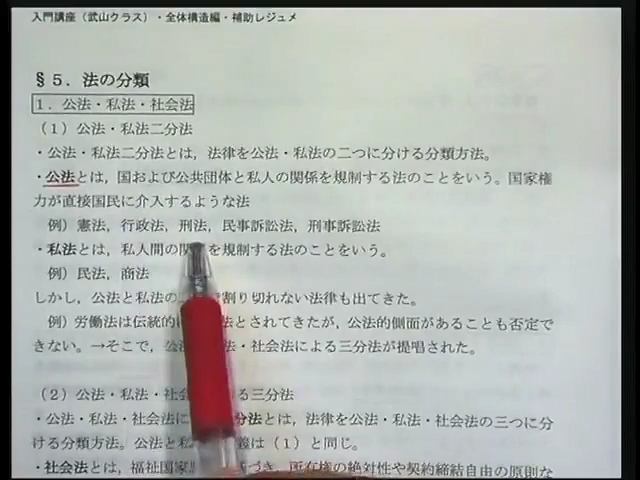 入門講座（武山クラス）・全体構造編・補助レジュメ
§５．法の分類
１．公法・私法・社会法
（１）公法・私法二分法
・公法・私法二分法とは，法律を公法・私法の二つに分ける分類方法。
・公法とは，国および公共団体と私人の関係を規制する法のことをいう。国家権
力が直接国民に介入するような法
例）憲法，行政法，刑法，民事訴訟法，刑事訴訟法
・私法とは，私人間の関 を規制する法のことをいう。
例）民法，商法
しかし，公法と私法の 割り切れない法律も出てきた。
例）労働法は伝統的に 法とされてきたが，公法的側面があることも否定で
きない。→そこで，公法 法・社会法による三分法が提唱された。
（２）公法・私法・社会 る三分法
・公法・私法・社会法に 分法とは，法律を公法・私法・社会法の三つに分
ける分類方法。公法と私 義は（１）と同じ。
・社会法とは，福祉国家 づき，所有権の絶対性や契約締結自由の原則な